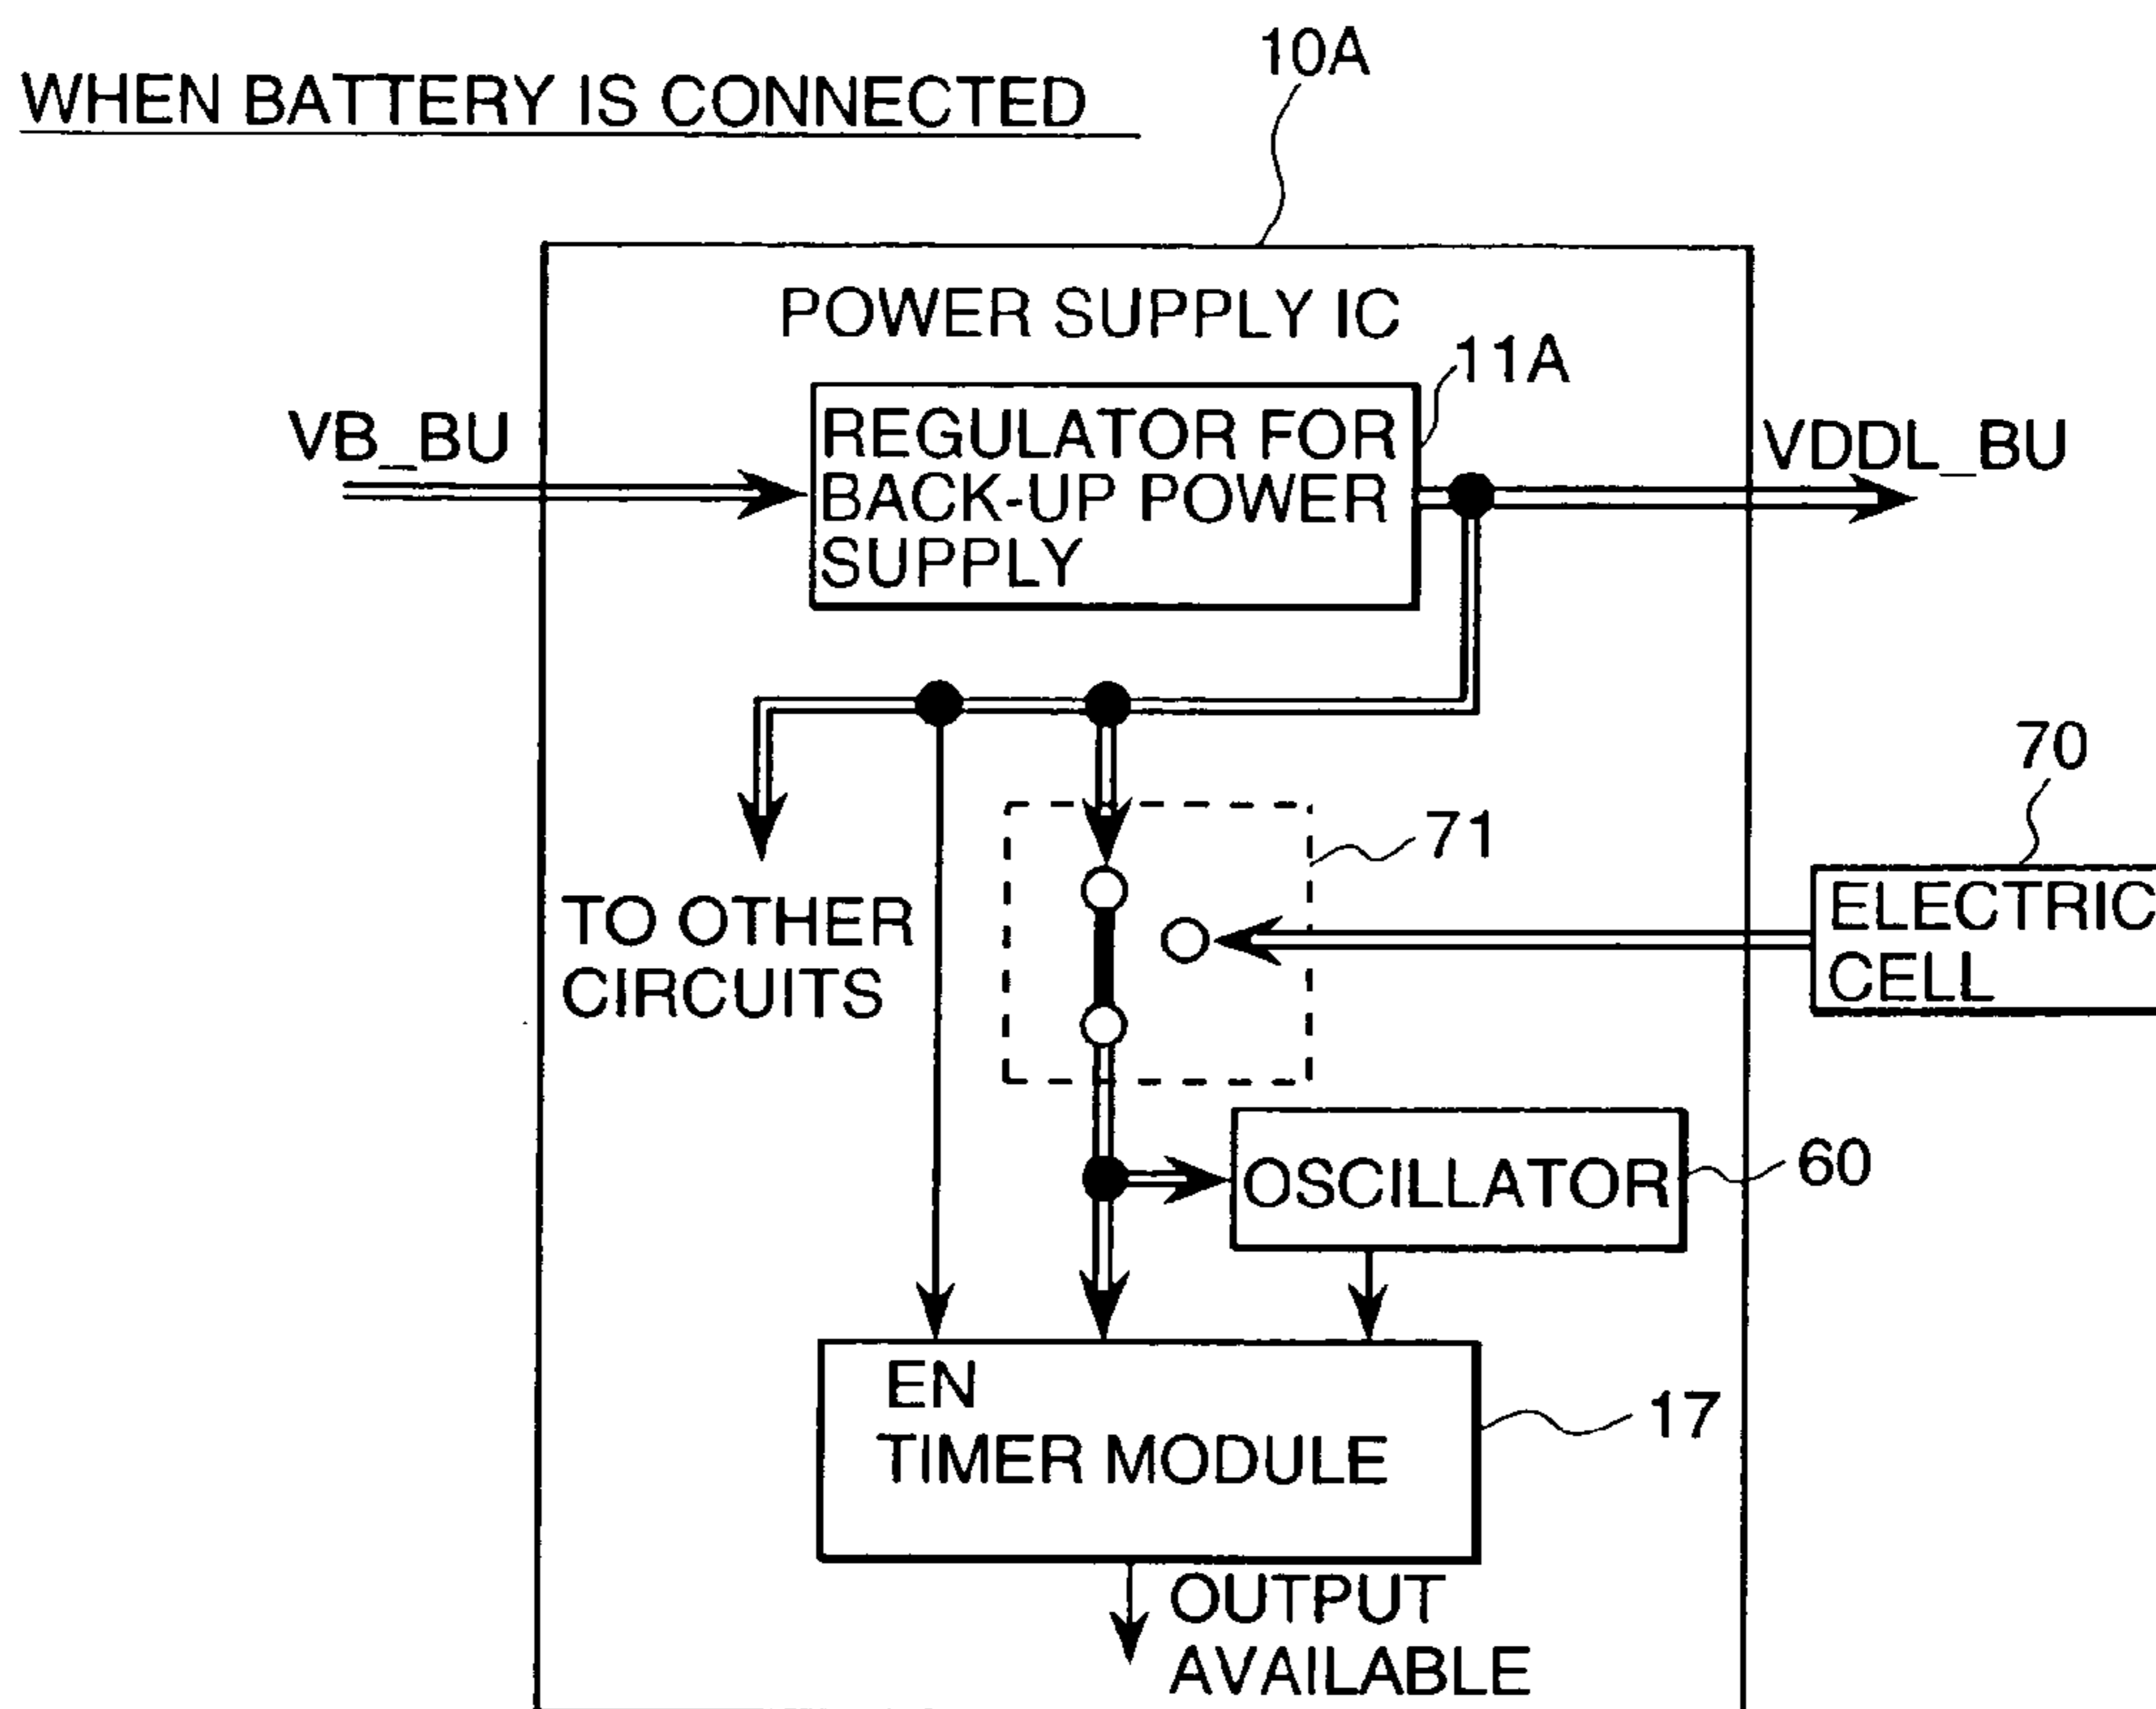 10A
WHEN BATTERY IS CONNECTED
POWER SUPPLY IC
11A
REGULATOR FOR
BACK-UP POWER
SUPPLY
VB_BU
VDDL_BU
70
71
ELECTRIC
CELL
TO OTHER
CIRCUITS
OSCILLATOR
60
EN
TIMER MODULE
17
OUTPUT
AVAILABLE